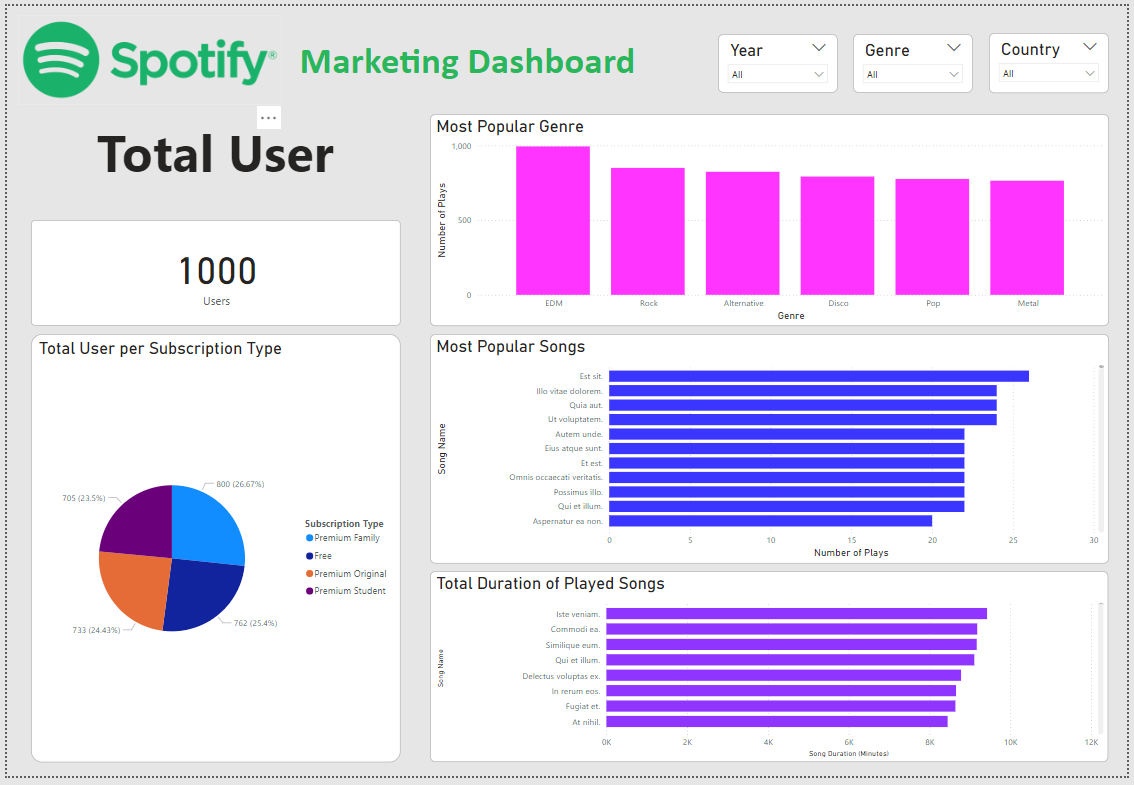 Spotify®
Marketing Dashboard
Year
All
Genre
All
Country
All
...
Total User
1000
Users
Total User per Subscription Type
800 (26.67%)
705 (23.5%)
733 (24.43%)
762 (25.4%)
Subscription Type
Premium Family
Free
Premium Original
Premium Student
Most Popular Genre
Number of Plays
1,000
500
0
EDM
Rock
Alternative
Disco
Pop
Metal
Genre
Most Popular Songs
Song Name
Est sit.
Illo vitae dolorem.
Quia aut.
Ut voluptatem.
Autem unde.
Eius atque sunt.
Et est.
Omnis occaecati veritatis.
Possimus illo.
Qui et illum.
Aspernatur ea non.
0 5 10 15 20 25 30
Number of Plays
Total Duration of Played Songs
Song Name
Iste veniam.
Commodi ea.
Similique eum.
Qui et illum.
Delectus voluptas ex.
In rerum eos.
Fugiat et.
At nihil.
0K 2K 4K 6K 8K 10K 12K
Song Duration (Minutes)